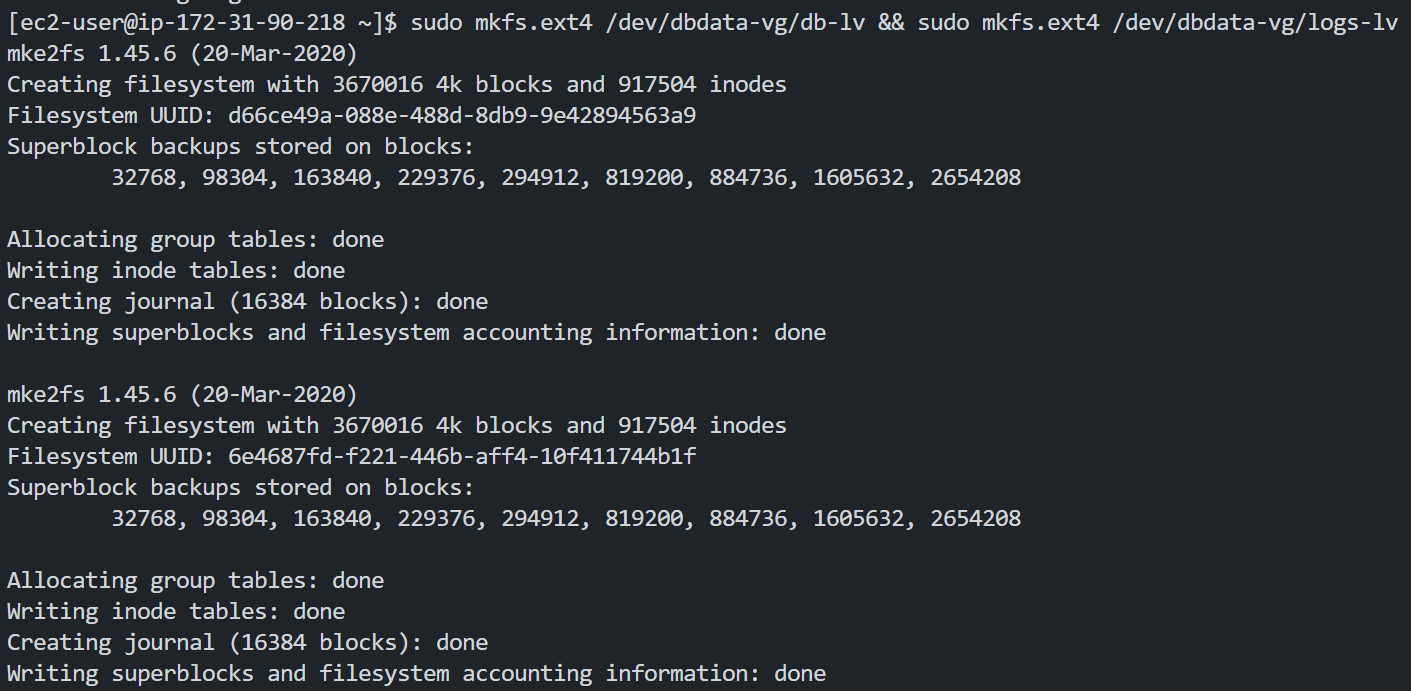 [ec2-user@ip-172-31-90-218 ~]$ sudo mkfs.ext4 /dev/dbdata-vg/db-lv && sudo mkfs.ext4 /dev/dbdata-vg/logs-lv
mke2fs 1.45.6 (20-Mar-2020)
Creating filesystem with 3670016 4k blocks and 917504 inodes
Filesystem UUID: d66ce49a-088e-488d-8db9-9e42894563a9
Superblock backups stored on blocks:
        32768, 98304, 163840, 229376, 294912, 819200, 884736, 1605632, 2654208

Allocating group tables: done
Writing inode tables: done
Creating journal (16384 blocks): done
Writing superblocks and filesystem accounting information: done

mke2fs 1.45.6 (20-Mar-2020)
Creating filesystem with 3670016 4k blocks and 917504 inodes
Filesystem UUID: 6e4687fd-f221-446b-aff4-10f411744b1f
Superblock backups stored on blocks:
        32768, 98304, 163840, 229376, 294912, 819200, 884736, 1605632, 2654208

Allocating group tables: done
Writing inode tables: done
Creating journal (16384 blocks): done
Writing superblocks and filesystem accounting information: done